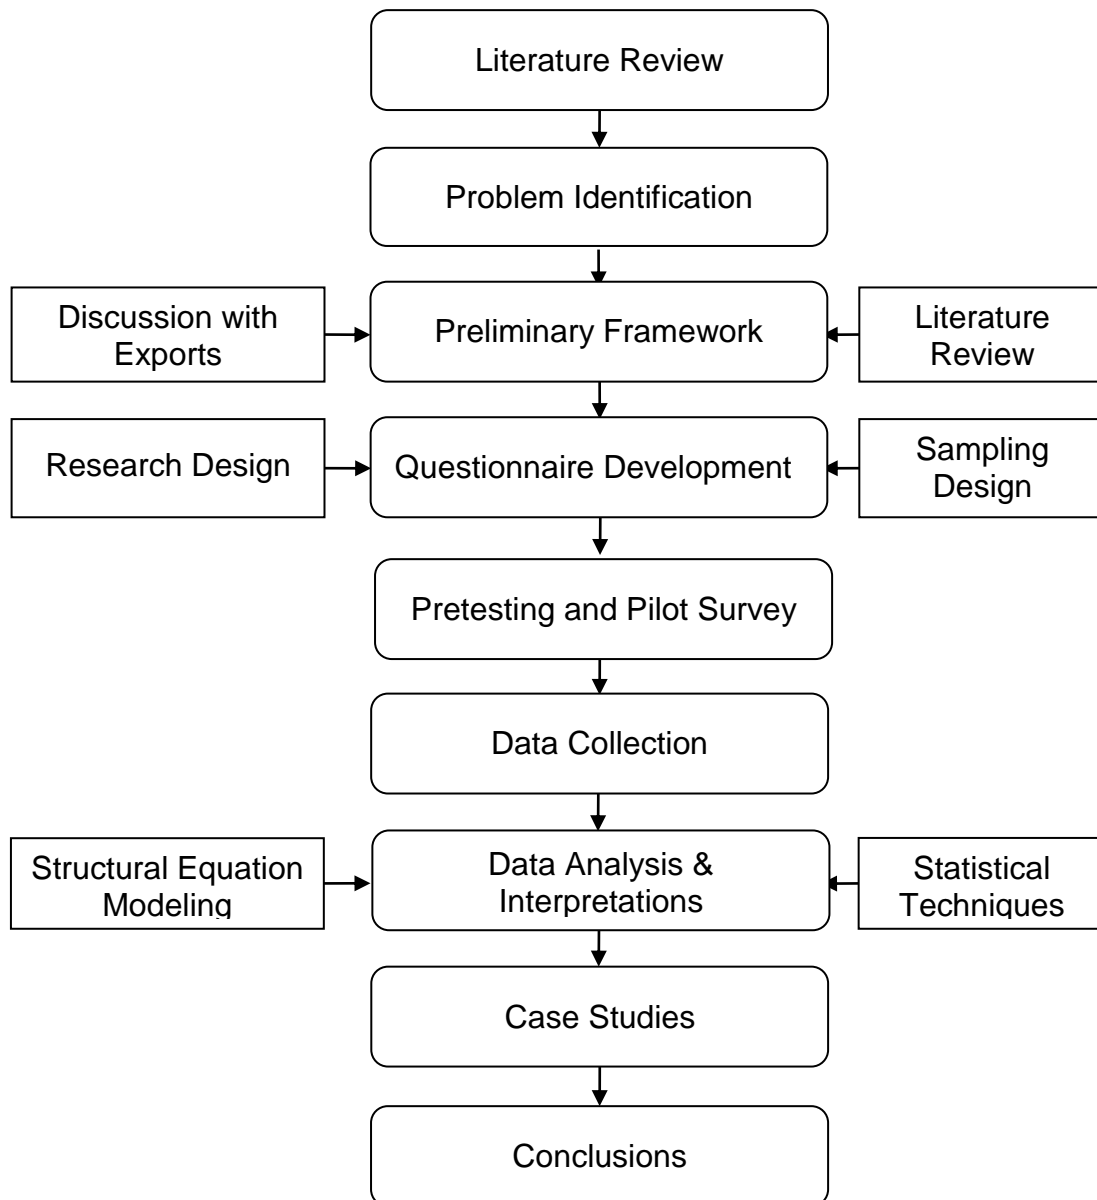 Literature Review
Problem Identification
Discussion with
Exports
Preliminary Framework
Literature
Review
Research Design
Questionnaire Development
Sampling
Design
Pretesting and Pilot Survey
Data Collection
Structural Equation
Modeling
Data Analysis &
Interpretations
Statistical
Techniques
Case Studies
Conclusions